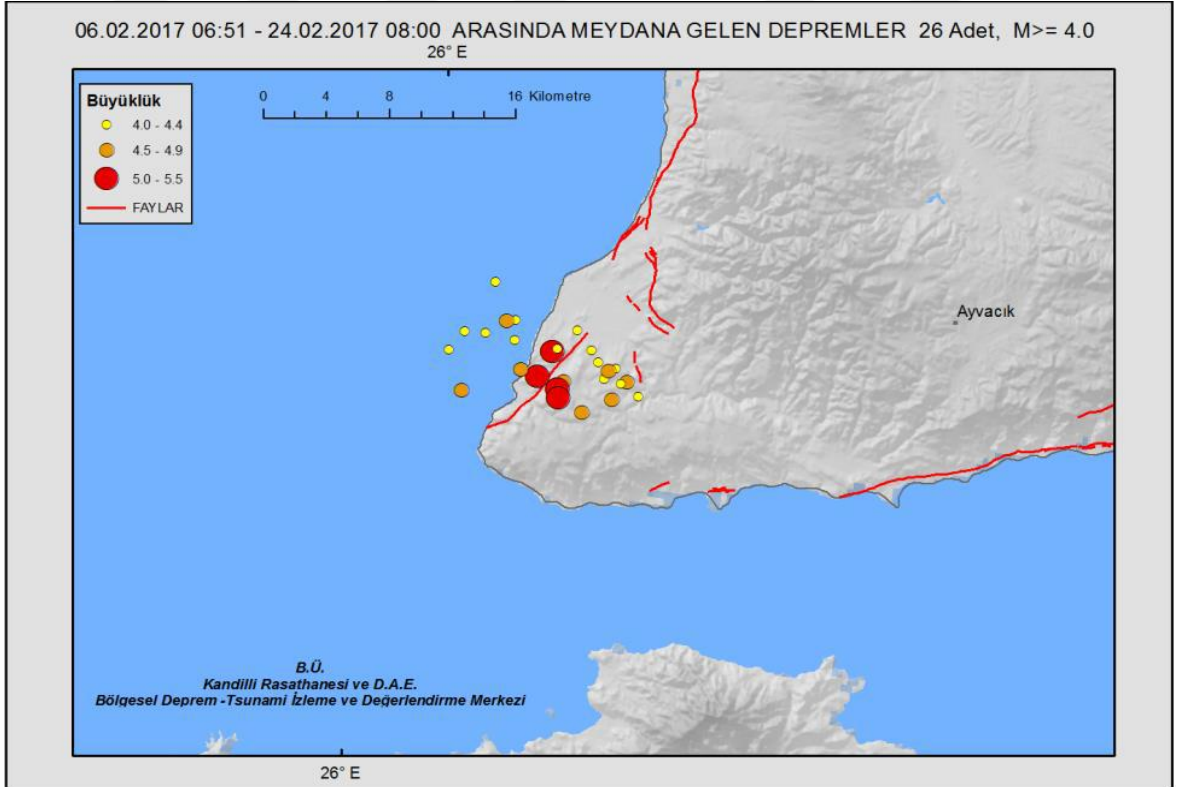 06.02.2017 06:51 - 24.02.2017 08:00 ARASINDA MEYDANA GELEN DEPREMLER 26 Adet, M>= 4.0
26° E
Büyüklük
4.0 - 4.4
4.5 - 4.9
5.0 - 5.5
FAYLAR
0 4 8 16 Kilometre
Ayvacık
B.Ü.
Kandilli Rasathanesi ve D.A.E.
Bölgesel Deprem -Tsunami İzleme ve Değerlendirme Merkezi
26° E